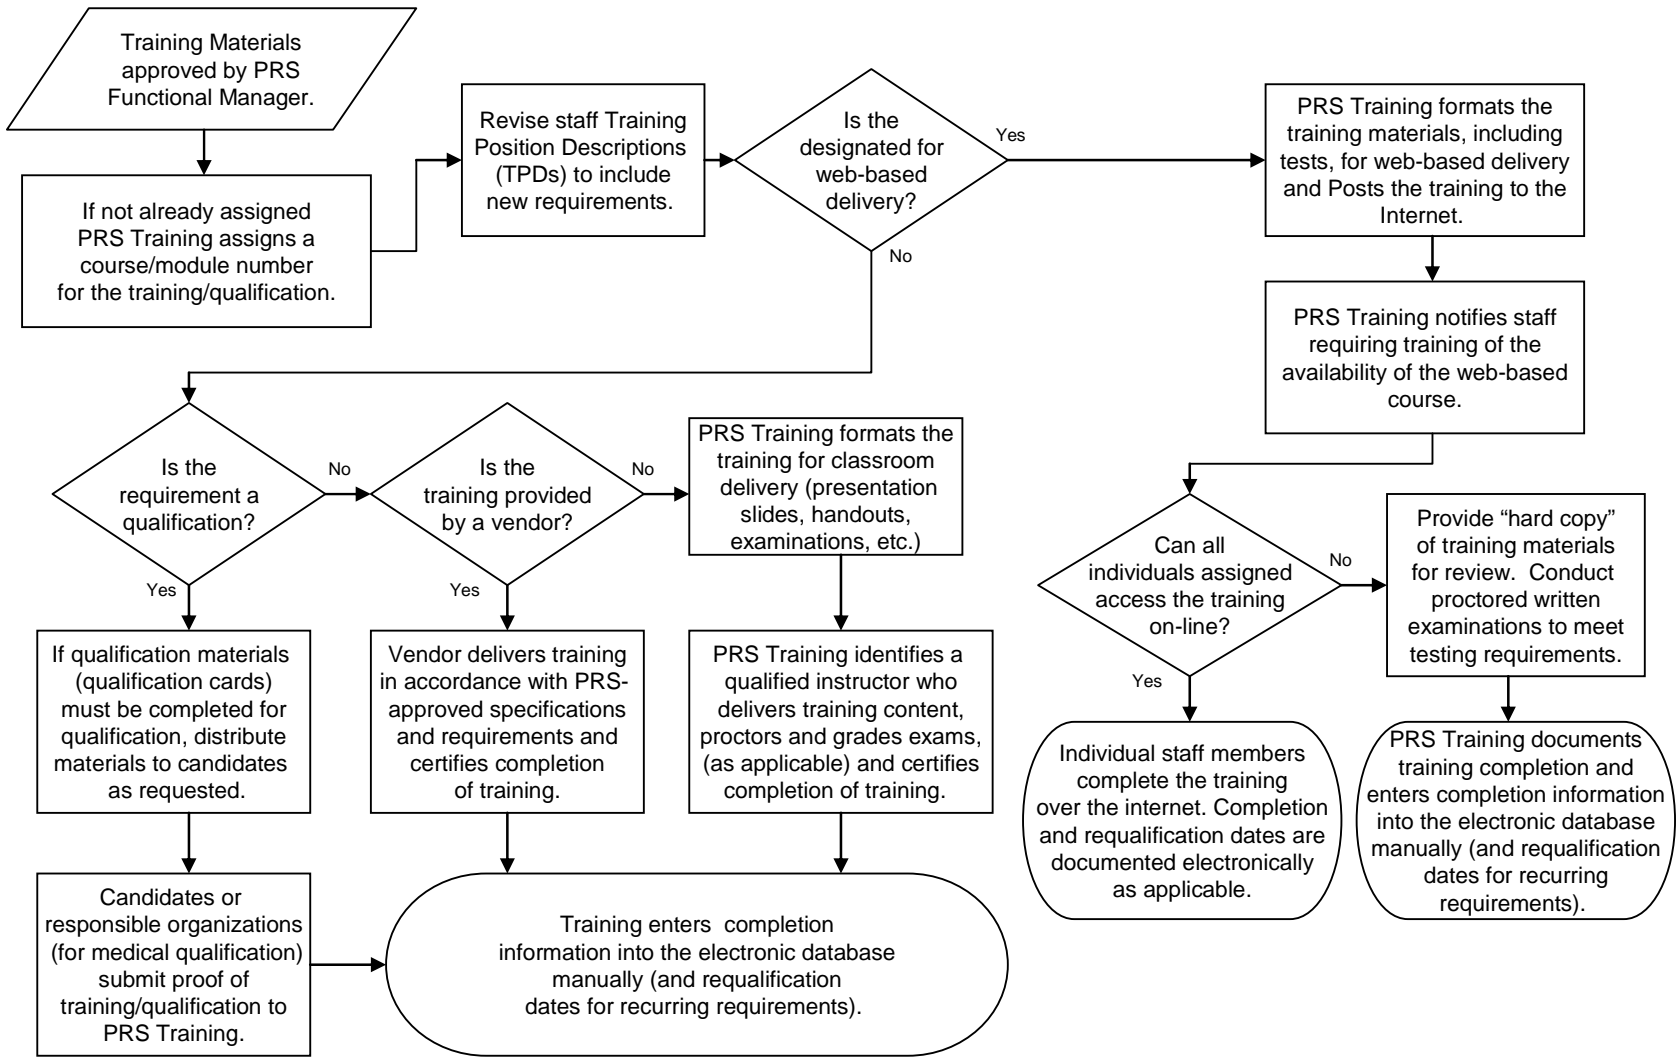 Training Materials
approved by PRS
Functional Manager.
If not already assigned
PRS Training assigns a
course/module number
for the training/qualification.
Revise staff Training
Position Descriptions
(TPDs) to include
new requirements.
Is the
designated for
web-based
delivery?
Yes
No
PRS Training formats the
training materials, including
tests, for web-based delivery
and Posts the training to the
Internet.
PRS Training notifies staff
requiring training of the
availability of the web-based
course.
Is the
requirement a
qualification?
No
Yes
Is the
training provided
by a vendor?
No
Yes
PRS Training formats the
training for classroom
delivery (presentation
slides, handouts,
examinations, etc.)
Can all
individuals assigned
access the training
on-line?
No
Yes
Provide “hard copy”
of training materials
for review.  Conduct
proctored written
examinations to meet
testing requirements.
If qualification materials
(qualification cards)
must be completed for
qualification, distribute
materials to candidates
as requested.
Vendor delivers training
in accordance with PRS-
approved specifications
and requirements and
certifies completion
of training.
PRS Training identifies a
qualified instructor who
delivers training content,
proctors and grades exams,
(as applicable) and certifies
completion of training.
Individual staff members
complete the training
over the internet. Completion
and requalification dates are
documented electronically
as applicable.
PRS Training documents
training completion and
enters completion information
into the electronic database
manually (and requalification
dates for recurring
requirements).
Candidates or
responsible organizations
(for medical qualification)
submit proof of
training/qualification to
PRS Training.
Training enters  completion
information into the electronic database
manually (and requalification
dates for recurring requirements).